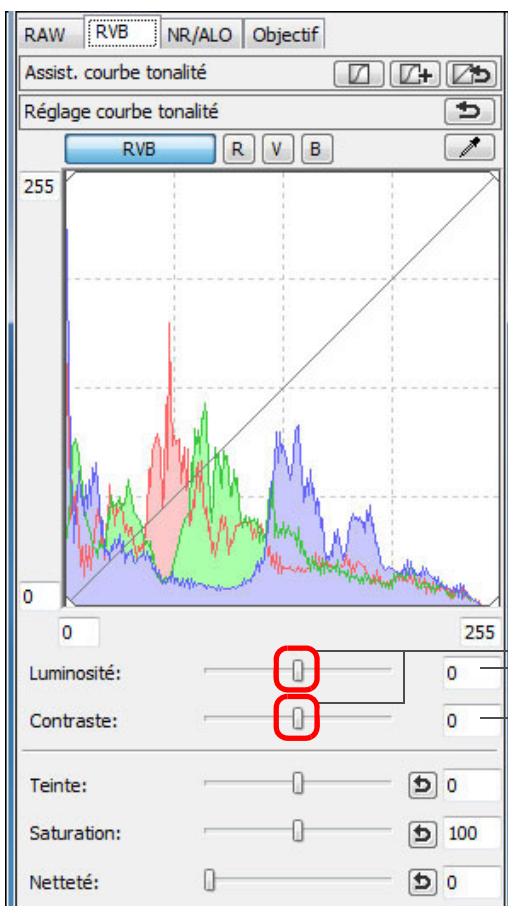 RAW RVB NR/ALO Objectif
Assist. courbe tonalité
Réglage courbe tonalité
RVB R V B
255
0
0 255
Luminosité: 0
Contraste: 0
Teinte: 0
Saturation: 100
Netteté: 0